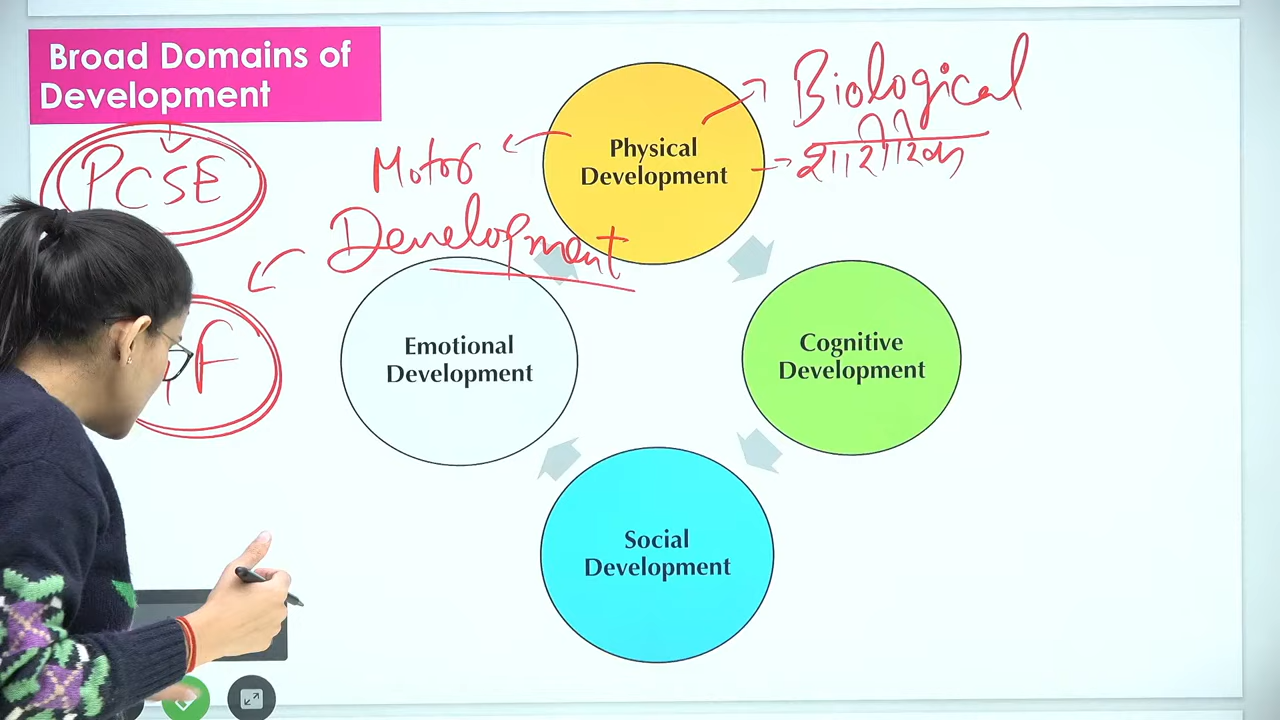 Broad Domains of
Development
PCSE
Motor
Development
Biological
Physical
Development
Emotional
Development
Cognitive
Development
Social
Development